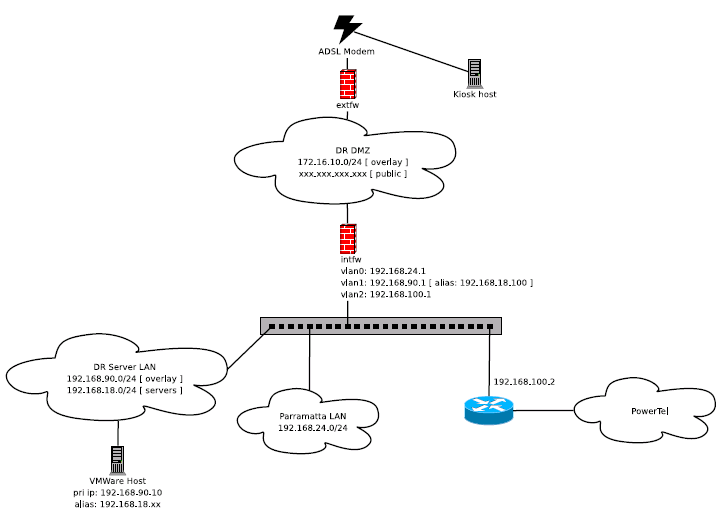 ADSL Modem
Kiosk host
extfw
DR DMZ
172.16.10.0/24 [ overlay ]
xxx.xxx.xxx.xxx [ public ]
intfw
vlan0: 192.168.24.1
vlan1: 192.168.90.1 [ alias: 192.168.18.100 ]
vlan2: 192.168.100.1
DR Server LAN
192.168.90.0/24 [ overlay ]
192.168.18.0/24 [ servers ]
Parramatta LAN
192.168.24.0/24
192.168.100.2
PowerTel
VMWare Host
pri ip: 192.168.90.10
alias: 192.168.18.xx